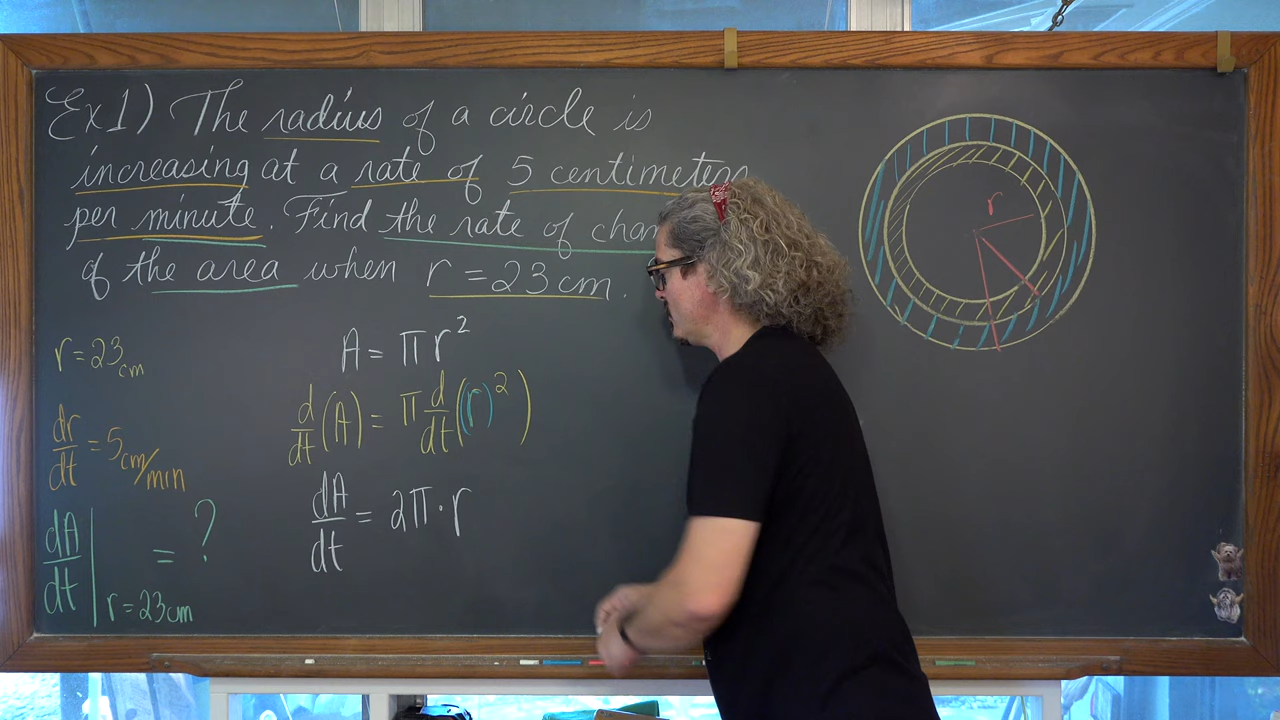 Ex1) The radius of a circle is
increasing at a rate of 5 centimeters
per minute. Find the rate of chan
of the area when r = 23 cm.
r = 23 cm
dr/dt = 5 cm/min
dA/dt | r = 23 cm = ?
A = πr²
d/dt (A) = π d/dt ((r)²)
dA/dt = 2π · r
r